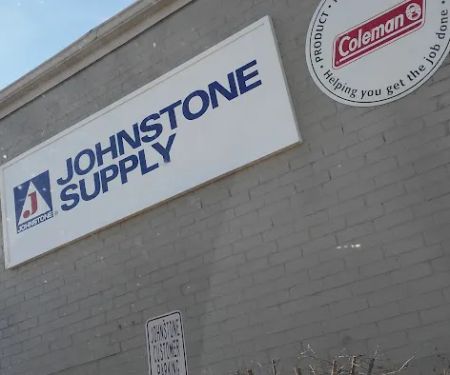 JOHNSTONE
SUPPLY
J
JOHNSTONE
PRODUCT
Coleman
Helping you get the job done
JOHNSTONE
CUSTOMER
PARKING